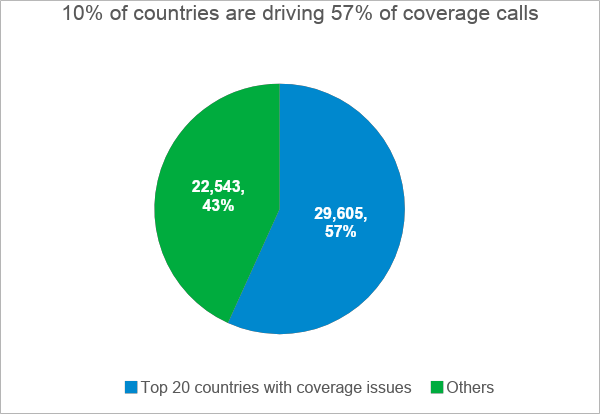 10% of countries are driving 57% of coverage calls
22,543,
43%
29,605,
57%
Top 20 countries with coverage issues
Others